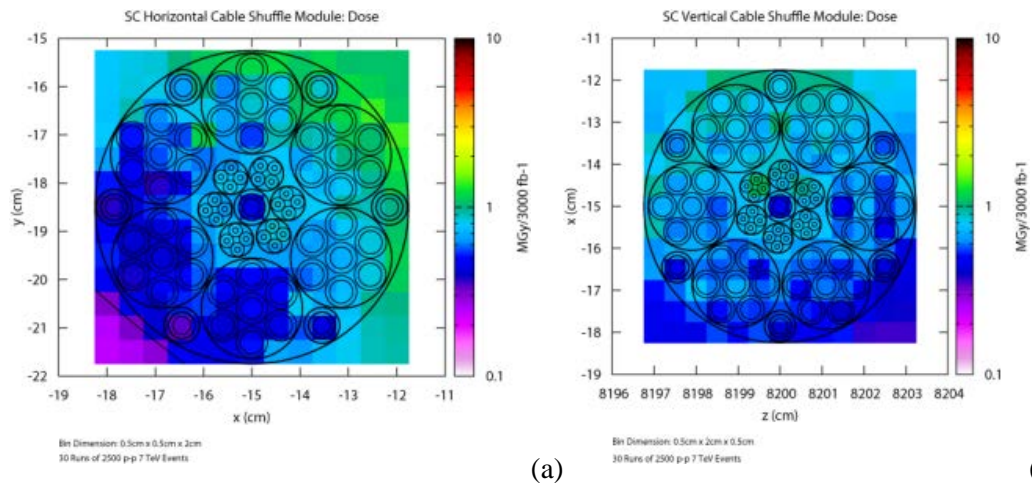 SC Horizontal Cable Shuffle Module: Dose
-15
-16
-17
-18
-19
-20
-21
-22
y (cm)
-19 -18 -17 -16 -15 -14 -13 -12 -11
x (cm)
10
1
0.1
MGy/3000 fb-1
Bin Dimension: 0.5cm x 0.5cm x 2cm
30 Runs of 2500 p-p 7 TeV Events
(a)
SC Vertical Cable Shuffle Module: Dose
-11
-12
-13
-14
-15
-16
-17
-18
-19
x (cm)
8196 8197 8198 8199 8200 8201 8202 8203 8204
z (cm)
10
1
0.1
MGy/3000 fb-1
Bin Dimension: 0.5cm x 2cm x 0.5cm
30 Runs of 2500 p-p 7 TeV Events
(